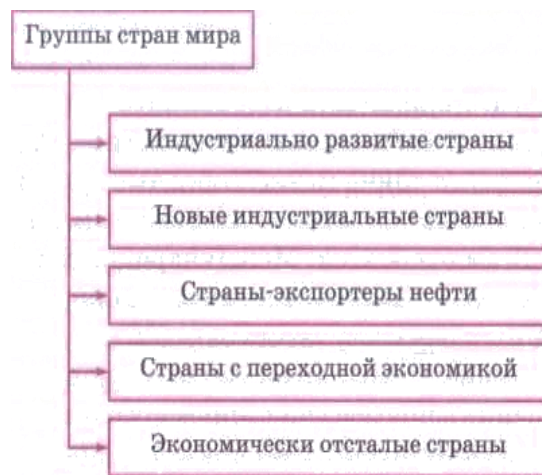 Группы стран мира
Индустриально развитые страны
Новые индустриальные страны
Страны-экспортеры нефти
Страны с переходной экономикой
Экономически отсталые страны